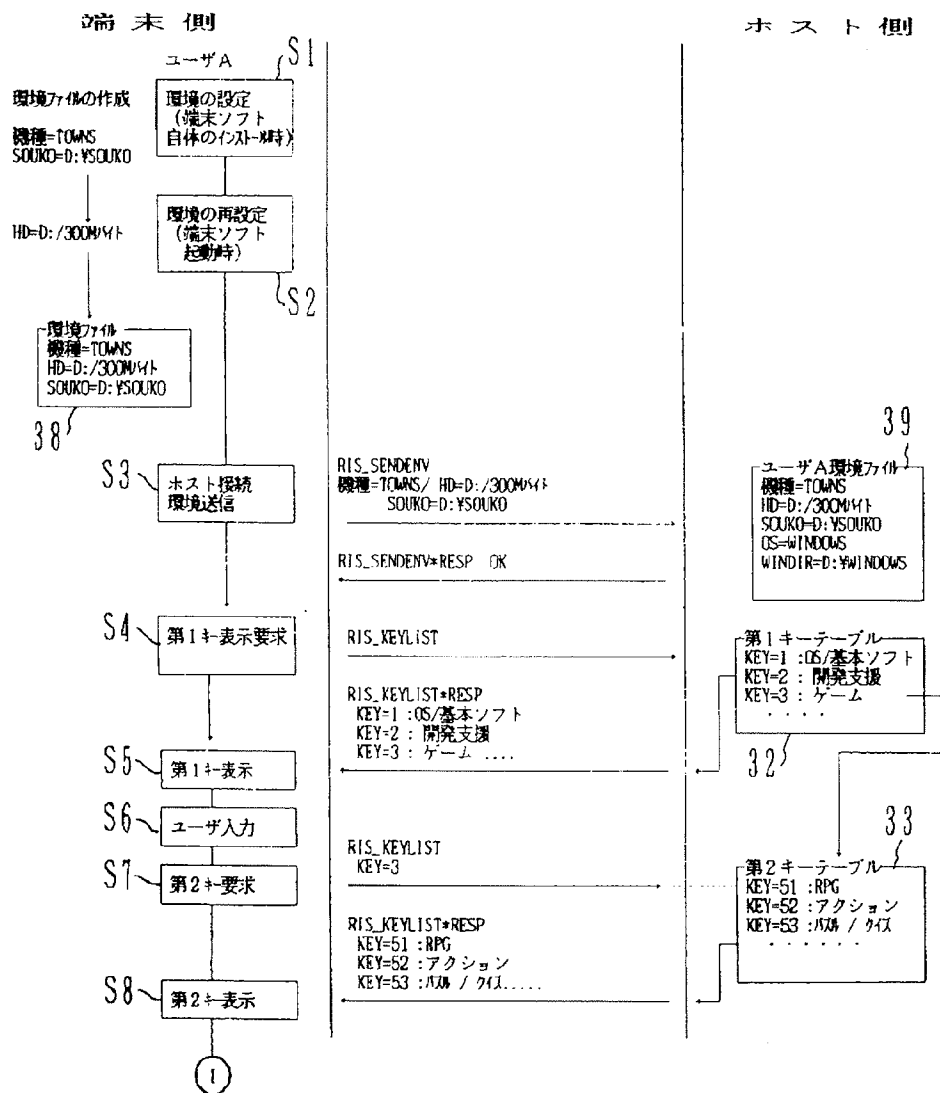 端末側
ホスト側
ユーザA
S1
環境ファイルの作成
機種=TOWNS
SOUKO=D:¥SOUKO
環境の設定
(端末ソフト
自体のインストール時)
HD=D:/300Mバイト
環境の再設定
(端末ソフト
起動時)
S2
環境ファイル
機種=TOWNS
HD=D:/300Mバイト
SOUKO=D:¥SOUKO
38
S3
ホスト接続
環境送信
RIS_SENDENV
機種=TOWNS/ HD=D:/300Mバイト
SOUKO=D:¥SOUKO
RIS_SENDENV*RESP OK
39
ユーザA環境ファイル
機種=TOWNS
HD=D:/300Mバイト
SOUKO=D:¥SOUKO
OS=WINDOWS
WINDIR=D:¥WINDOWS
S4
第1キー表示要求
RIS_KEYLIST
第1キーテーブル
KEY=1 :OS/基本ソフト
KEY=2 : 開発支援
KEY=3 : ゲーム
....
32
RIS_KEYLIST*RESP
KEY=1 :OS/基本ソフト
KEY=2 : 開発支援
KEY=3 : ゲーム ....
S5
第1キー表示
S6
ユーザ入力
S7
第2キー要求
RIS_KEYLIST
KEY=3
33
第2キーテーブル
KEY=51 :RPG
KEY=52 :アクション
KEY=53 :パズル / クイズ
......
RIS_KEYLIST*RESP
KEY=51 :RPG
KEY=52 :アクション
KEY=53 :パズル / クイズ.....
S8
第2キー表示
1